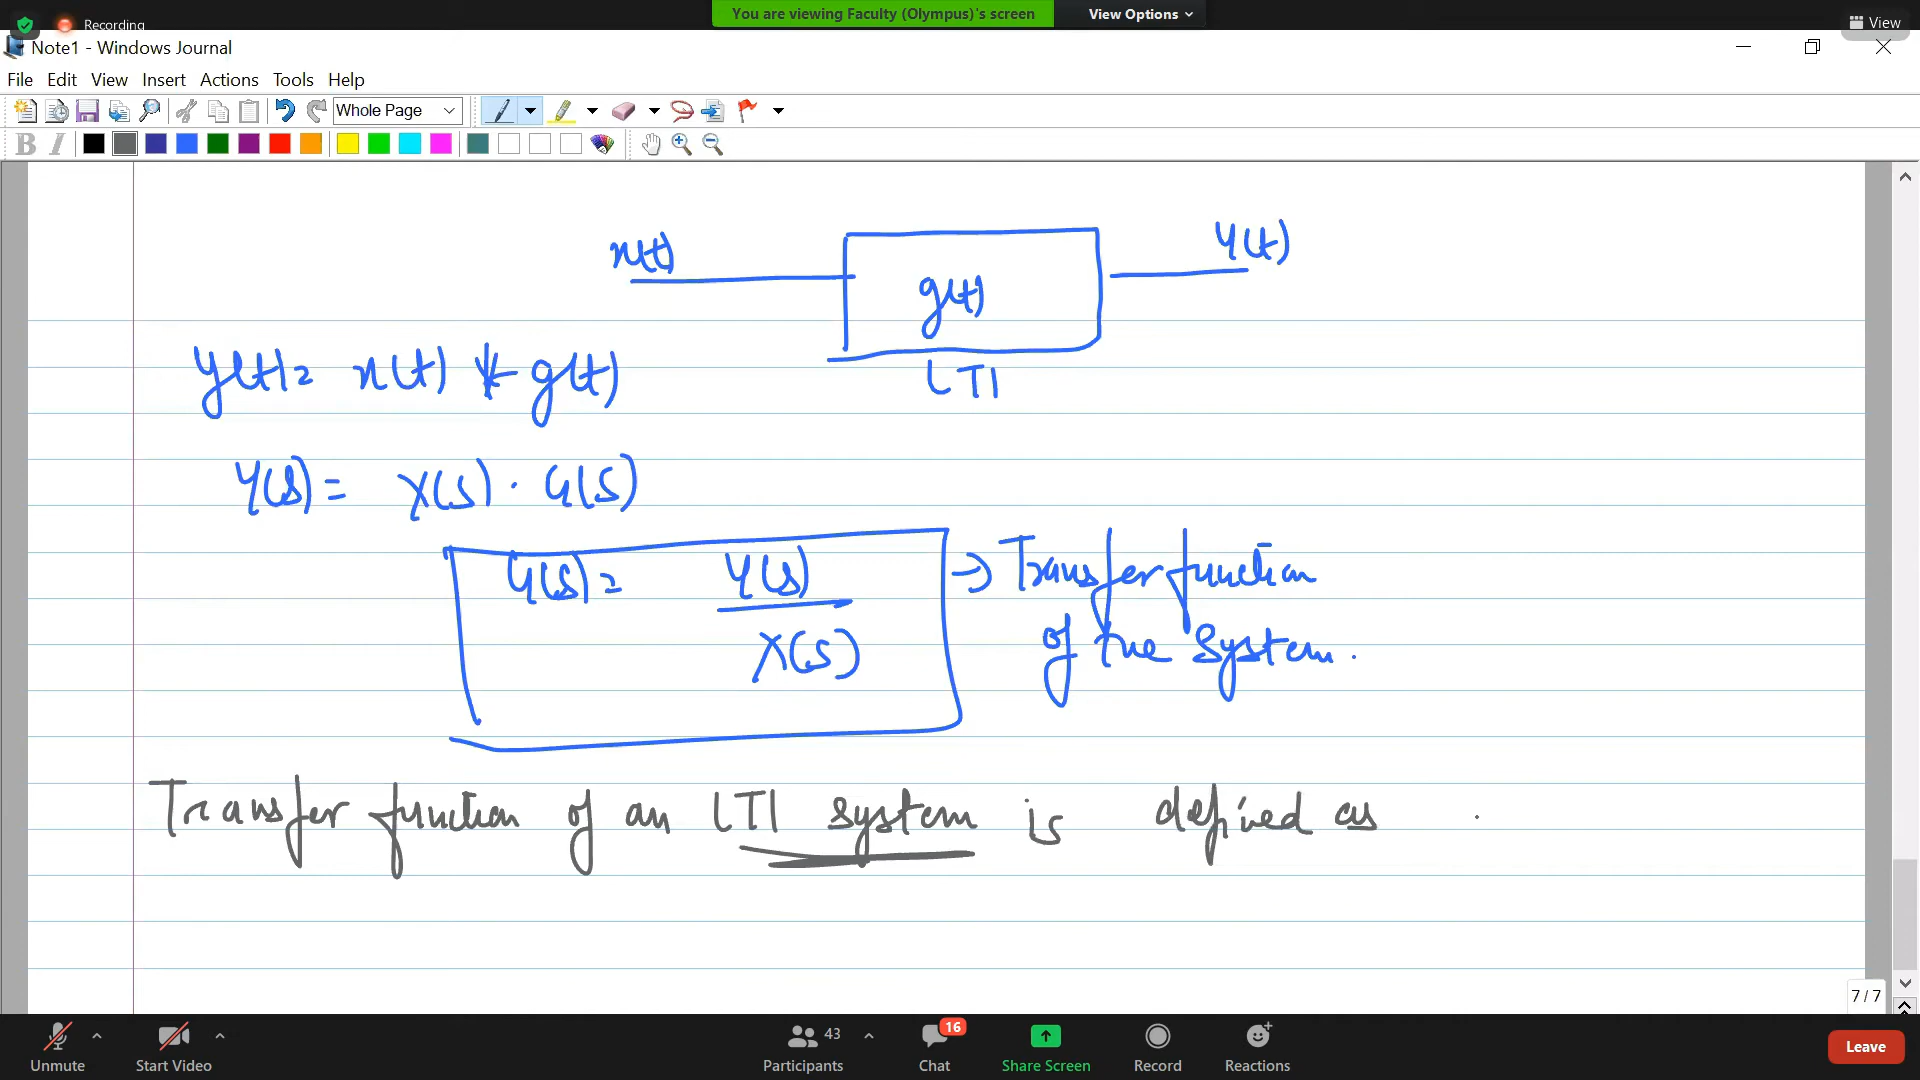 Recording
You are viewing Faculty (Olympus)'s screen
View Options
View
Note1 - Windows Journal
File Edit View Insert Actions Tools Help
Whole Page
B I
x(t)
y(t)
g(t)
LTI
y(t) = x(t) * g(t)
Y(s) = X(s) · G(s)
G(s) = Y(s)
X(s)
→ Transfer function
of the system.
Transfer function of an LTI system is defined as
7 / 7
Unmute
Start Video
43
Participants
16
Chat
Share Screen
Record
Reactions
Leave